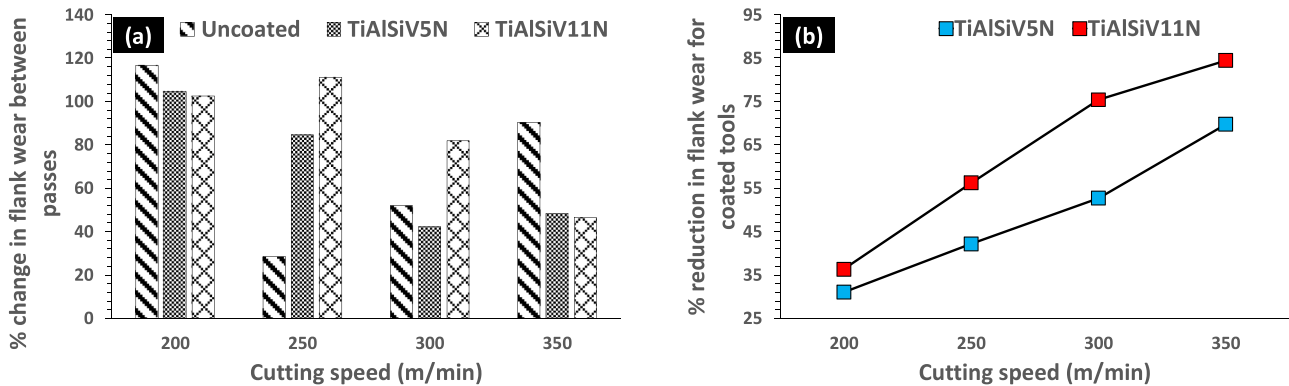 (a)
Uncoated TiAlSiV5N TiAlSiV11N
% change in flank wear between
passes
140
120
100
80
60
40
20
0
200 250 300 350
Cutting speed (m/min)
(b)
TiAlSiV5N TiAlSiV11N
% reduction in flank wear for
coated tools
95
85
75
65
55
45
35
25
200 250 300 350
Cutting speed (m/min)